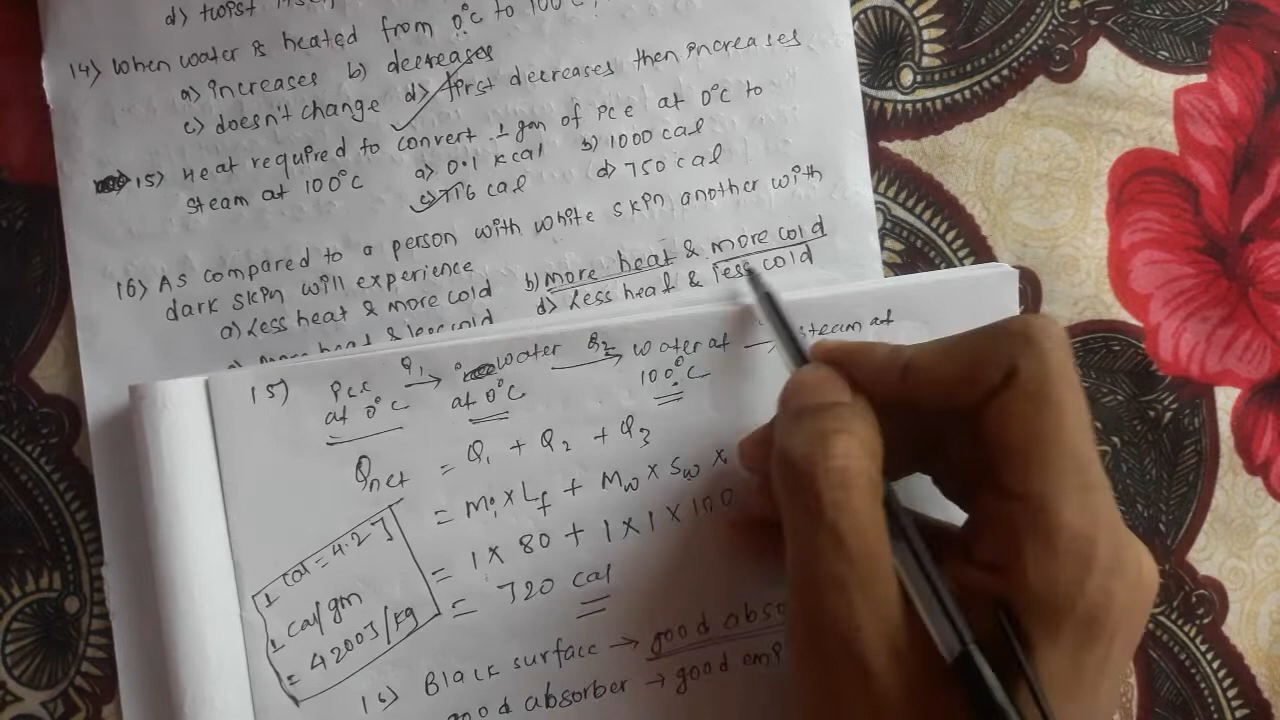 d) twist
14) When water is heated from 0°C to 100°C,
a) increases b) decreases
c) doesn't change d) first decreases then increases
15) Heat required to convert 1 gm of ice at 0°C to
steam at 100°C a) 0.1 kcal b) 1000 cal
c) 716 cal d) 750 cal
16) As compared to a person with white skin another with
dark skin will experience
a) Less heat & more cold b) more heat & more cold
d) Less heat & less cold
15) ice at 0°C Q₁ → water at 0°C Q₂ → water at 100°C → steam at
Qnet = Q₁ + Q₂ + Q₃
= mi × Lf + Mw × Sw ×
= 1 × 80 + 1 × 1 × 100
= 720 cal
1 cal = 4.2 J
1 cal/gm
= 4200 J/kg
16) Black surface → good abso
good absorber → good emi